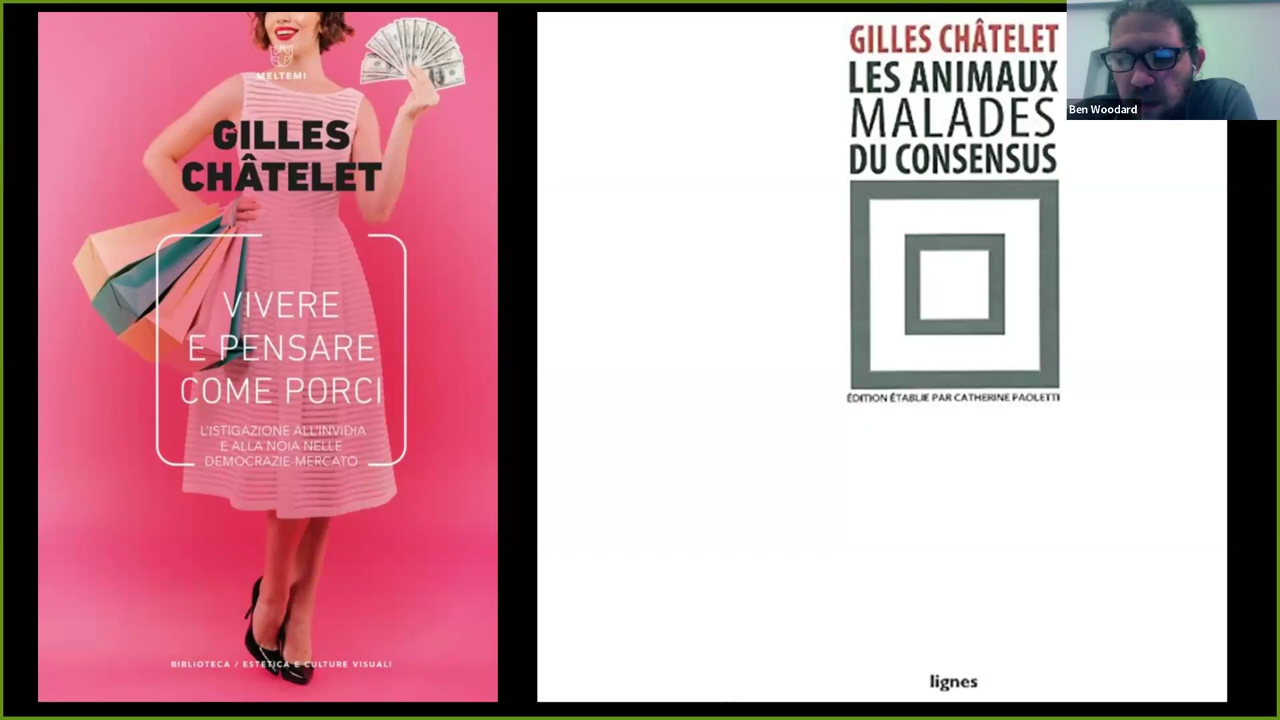 MELTEMI
GILLES
CHÂTELET
VIVERE
E PENSARE
COME PORCI
L'ISTIGAZIONE ALL'INVIDIA
E ALLA NOIA NELLE
DEMOCRAZIE-MERCATO
BIBLIOTECA / ESTETICA E CULTURE VISUALI
GILLES CHÂTELET
LES ANIMAUX
MALADES
DU CONSENSUS
ÉDITION ÉTABLIE PAR CATHERINE PAOLETTI
lignes
Ben Woodard